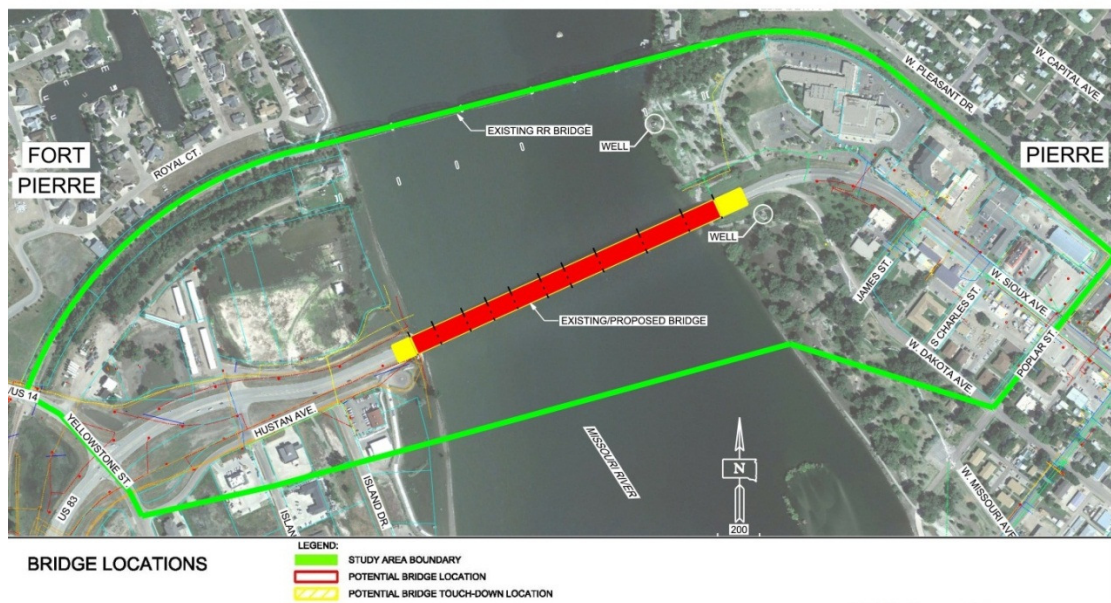 W. CAPITAL AVE
W. PLEASANT DR.
EXISTING RR BRIDGE
WELL
FORT
PIERRE
ROYAL CT.
PIERRE
WELL
JAMES ST.
W. SIOUX AVE.
S CHARLES ST.
EXISTING/PROPOSED BRIDGE
POPLAR ST.
W. DAKOTA AVE.
/US 14
YELLOWSTONE ST.
HUSTAN AVE.
US 83
ISLAND DR.
MISSOURI RIVER
N
200
W. MISSOURI AVE
BRIDGE LOCATIONS
LEGEND:
STUDY AREA BOUNDARY
POTENTIAL BRIDGE LOCATION
POTENTIAL BRIDGE TOUCH-DOWN LOCATION